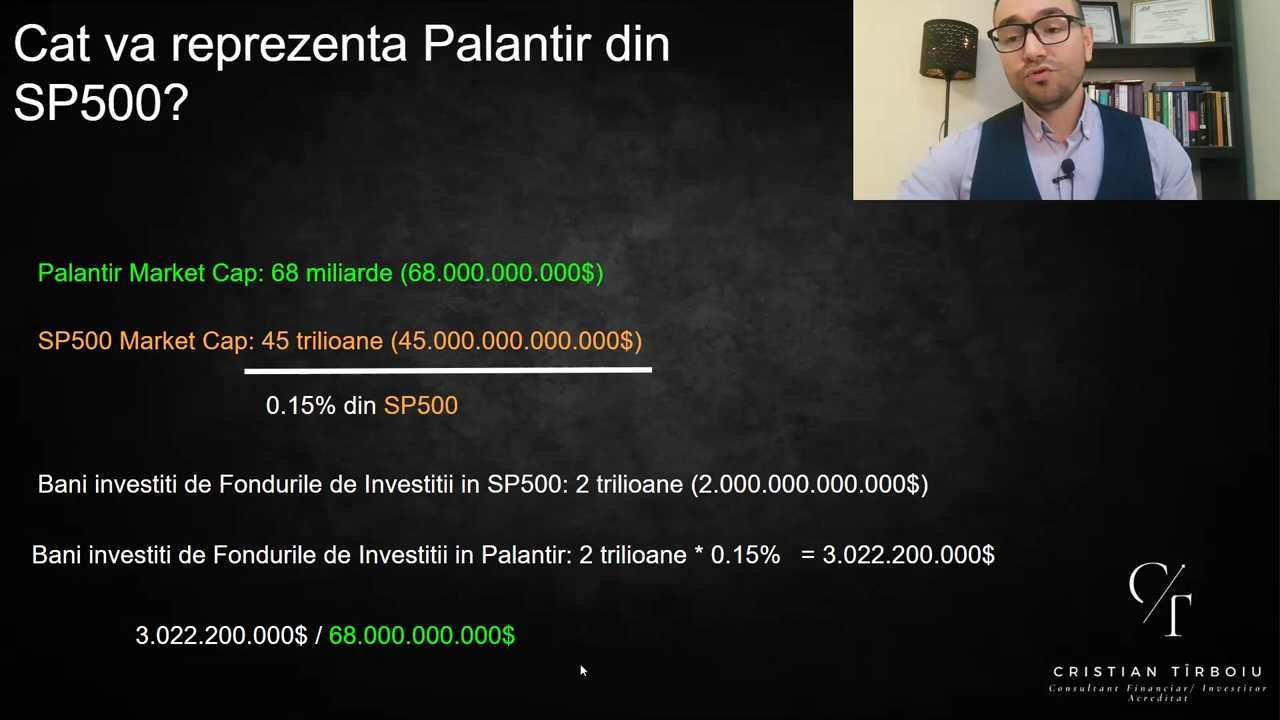 Cat va reprezenta Palantir din
SP500?
Palantir Market Cap: 68 miliarde (68.000.000.000$)
SP500 Market Cap: 45 trilioane (45.000.000.000.000$)
0.15% din SP500
Bani investiti de Fondurile de Investitii in SP500: 2 trilioane (2.000.000.000.000$)
Bani investiti de Fondurile de Investitii in Palantir: 2 trilioane * 0.15% = 3.022.200.000$
3.022.200.000$ / 68.000.000.000$
C/T
CRISTIAN TÎRBOIU
Consultant Financiar/ Investitor
Acreditat